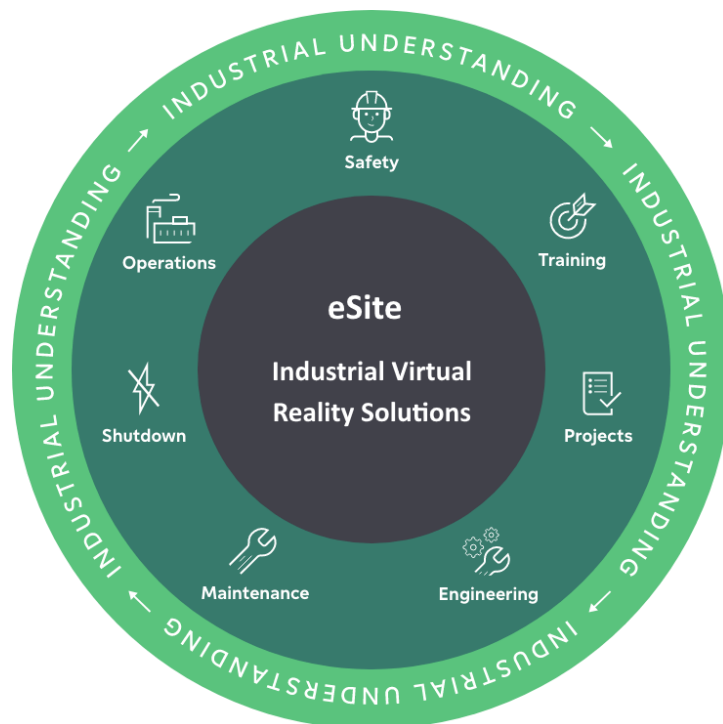 INDUSTRIAL UNDERSTANDING
INDUSTRIAL UNDERSTANDING
INDUSTRIAL UNDERSTANDING
INDUSTRIAL UNDERSTANDING
Safety
Training
Projects
Engineering
Maintenance
Shutdown
Operations
eSite
Industrial Virtual
Reality Solutions